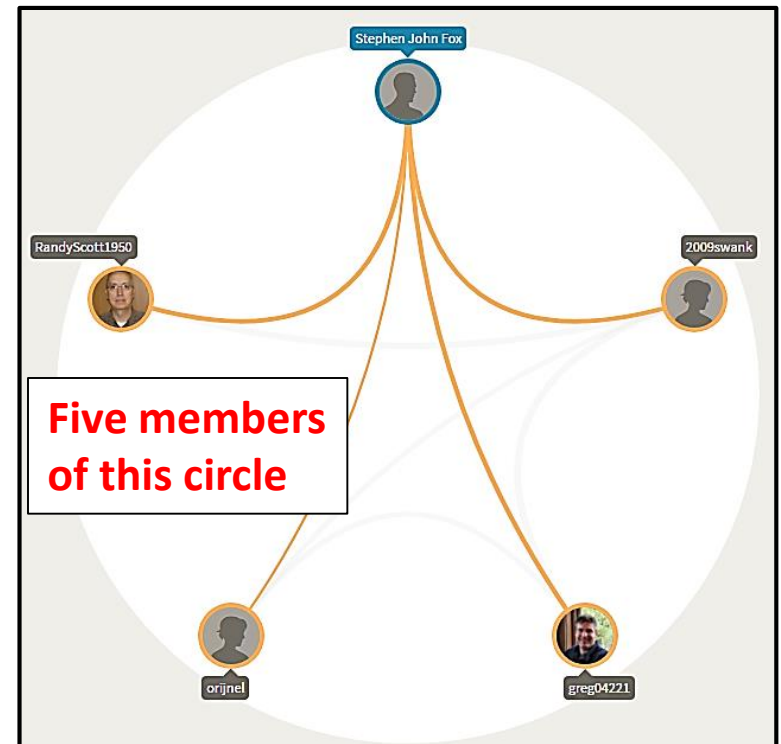 Stephen John Fox
RandyScott1950
2009swank
Five members
of this circle
orijnel
greg04221